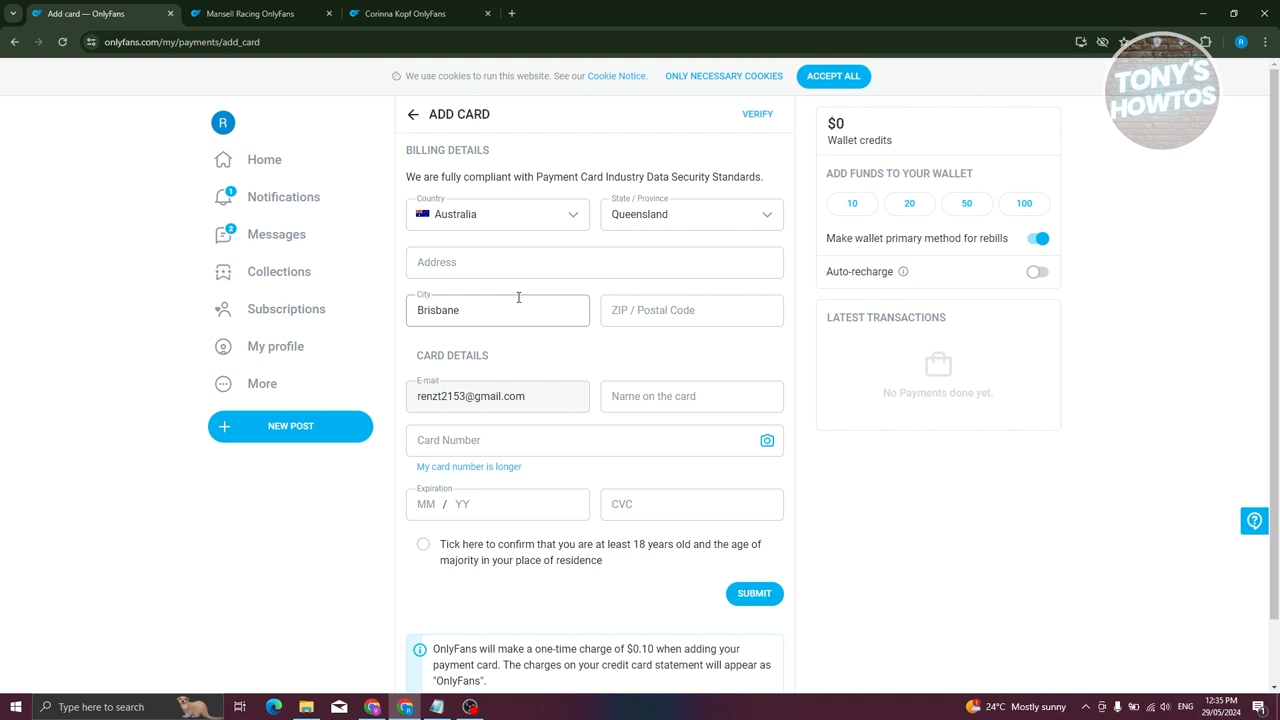 Add card — OnlyFans
Mansell Racing OnlyFans
Corinna Kopf OnlyFans
onlyfans.com/my/payments/add_card
R
We use cookies to run this website. See our Cookie Notice.
ONLY NECESSARY COOKIES
ACCEPT ALL
TONY'S
HOWTOS
R
Home
1
Notifications
2
Messages
Collections
Subscriptions
My profile
More
NEW POST
ADD CARD
VERIFY
BILLING DETAILS
We are fully compliant with Payment Card Industry Data Security Standards.
Country
Australia
State / Province
Queensland
Address
City
Brisbane
ZIP / Postal Code
CARD DETAILS
E-mail
renzt2153@gmail.com
Name on the card
Card Number
My card number is longer
Expiration
MM / YY
CVC
Tick here to confirm that you are at least 18 years old and the age of
majority in your place of residence
SUBMIT
OnlyFans will make a one-time charge of $0.10 when adding your
payment card. The charges on your credit card statement will appear as
"OnlyFans".
$0
Wallet credits
ADD FUNDS TO YOUR WALLET
10
20
50
100
Make wallet primary method for rebills
Auto-recharge
LATEST TRANSACTIONS
No Payments done yet.
Type here to search
24°C Mostly sunny
12:35 PM
29/05/2024